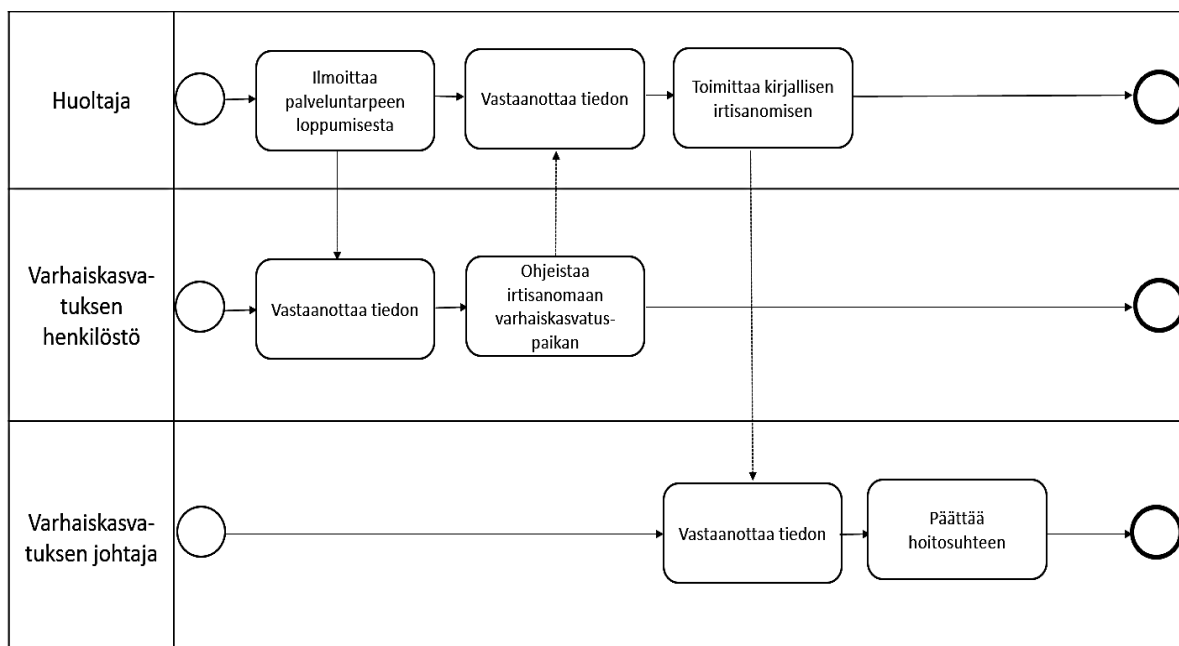 Huoltaja
Ilmoittaa
palveluntarpeen
loppumisesta
Vastaanottaa tiedon
Toimittaa kirjallisen
irtisanomisen
Varhaiskasva-
tuksen
henkilöstö
Vastaanottaa tiedon
Ohjeistaa
irtisanomaan
varhaiskasvatus-
paikan
Varhaiskasva-
tuksen johtaja
Vastaanottaa tiedon
Päättää
hoitosuhteen